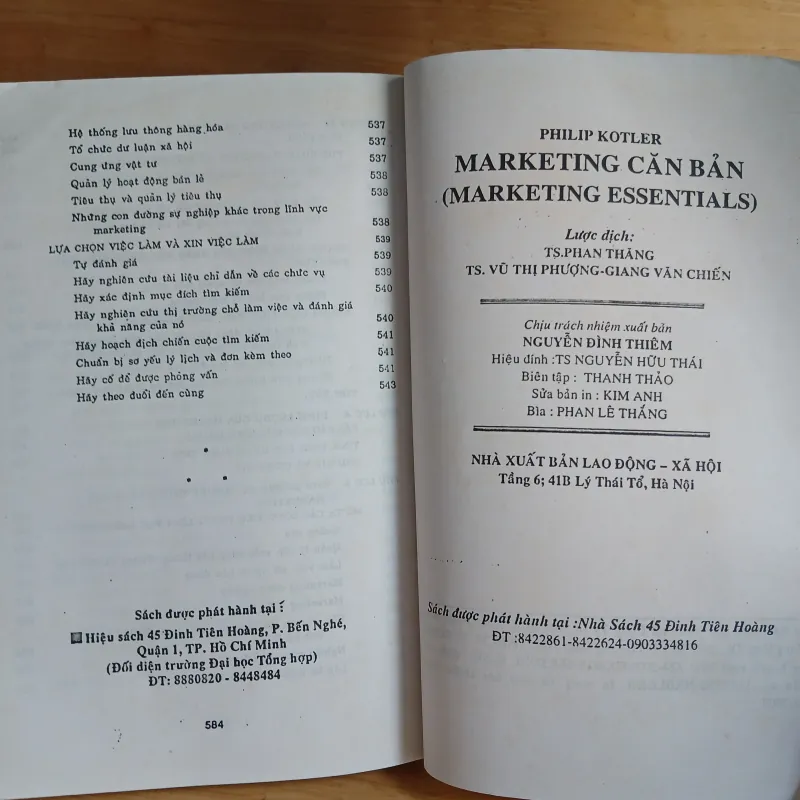 Hệ thống lưu thông hàng hóa 537
Tổ chức dư luận xã hội 537
Cung ứng vật tư 537
Quản lý hoạt động bán lẻ 538
Tiêu thụ và quản lý tiêu thụ 538
Những con đường sự nghiệp khác trong lĩnh vực
marketing 538
LỰA CHỌN VIỆC LÀM VÀ XIN VIỆC LÀM 539
Tự đánh giá 539
Hãy nghiên cứu tài liệu chỉ dẫn về các chức vụ 539
Hãy xác định mục đích tìm kiếm 540
Hãy nghiên cứu thị trường chỗ làm việc và đánh giá
khả năng của nó 540
Hãy hoạch định chiến cuộc tìm kiếm 541
Chuẩn bị sơ yếu lý lịch và đơn kèm theo 541
Hãy cố để được phỏng vấn 541
Hãy theo đuổi đến cùng 543
Sách được phát hành tại :
Hiệu sách 45 Đinh Tiên Hoàng, P. Bến Nghé,
Quận 1, TP. Hồ Chí Minh
(Đối diện trường Đại học Tổng hợp)
ĐT: 8880820 - 8448484
584
PHILIP KOTLER
MARKETING CĂN BẢN
(MARKETING ESSENTIALS)
Lược dịch:
TS.PHAN THĂNG
TS. VŨ THỊ PHƯỢNG-GIANG VĂN CHIẾN
Chịu trách nhiệm xuất bản
NGUYỄN ĐÌNH THIÊM
Hiệu đính :TS NGUYỄN HỮU THÁI
Biên tập : THANH THẢO
Sửa bản in : KIM ANH
Bìa : PHAN LÊ THẮNG
NHÀ XUẤT BẢN LAO ĐỘNG – XÃ HỘI
Tầng 6; 41B Lý Thái Tổ, Hà Nội
Sách được phát hành tại :Nhà Sách 45 Đinh Tiên Hoàng
ĐT :8422861-8422624-0903334816